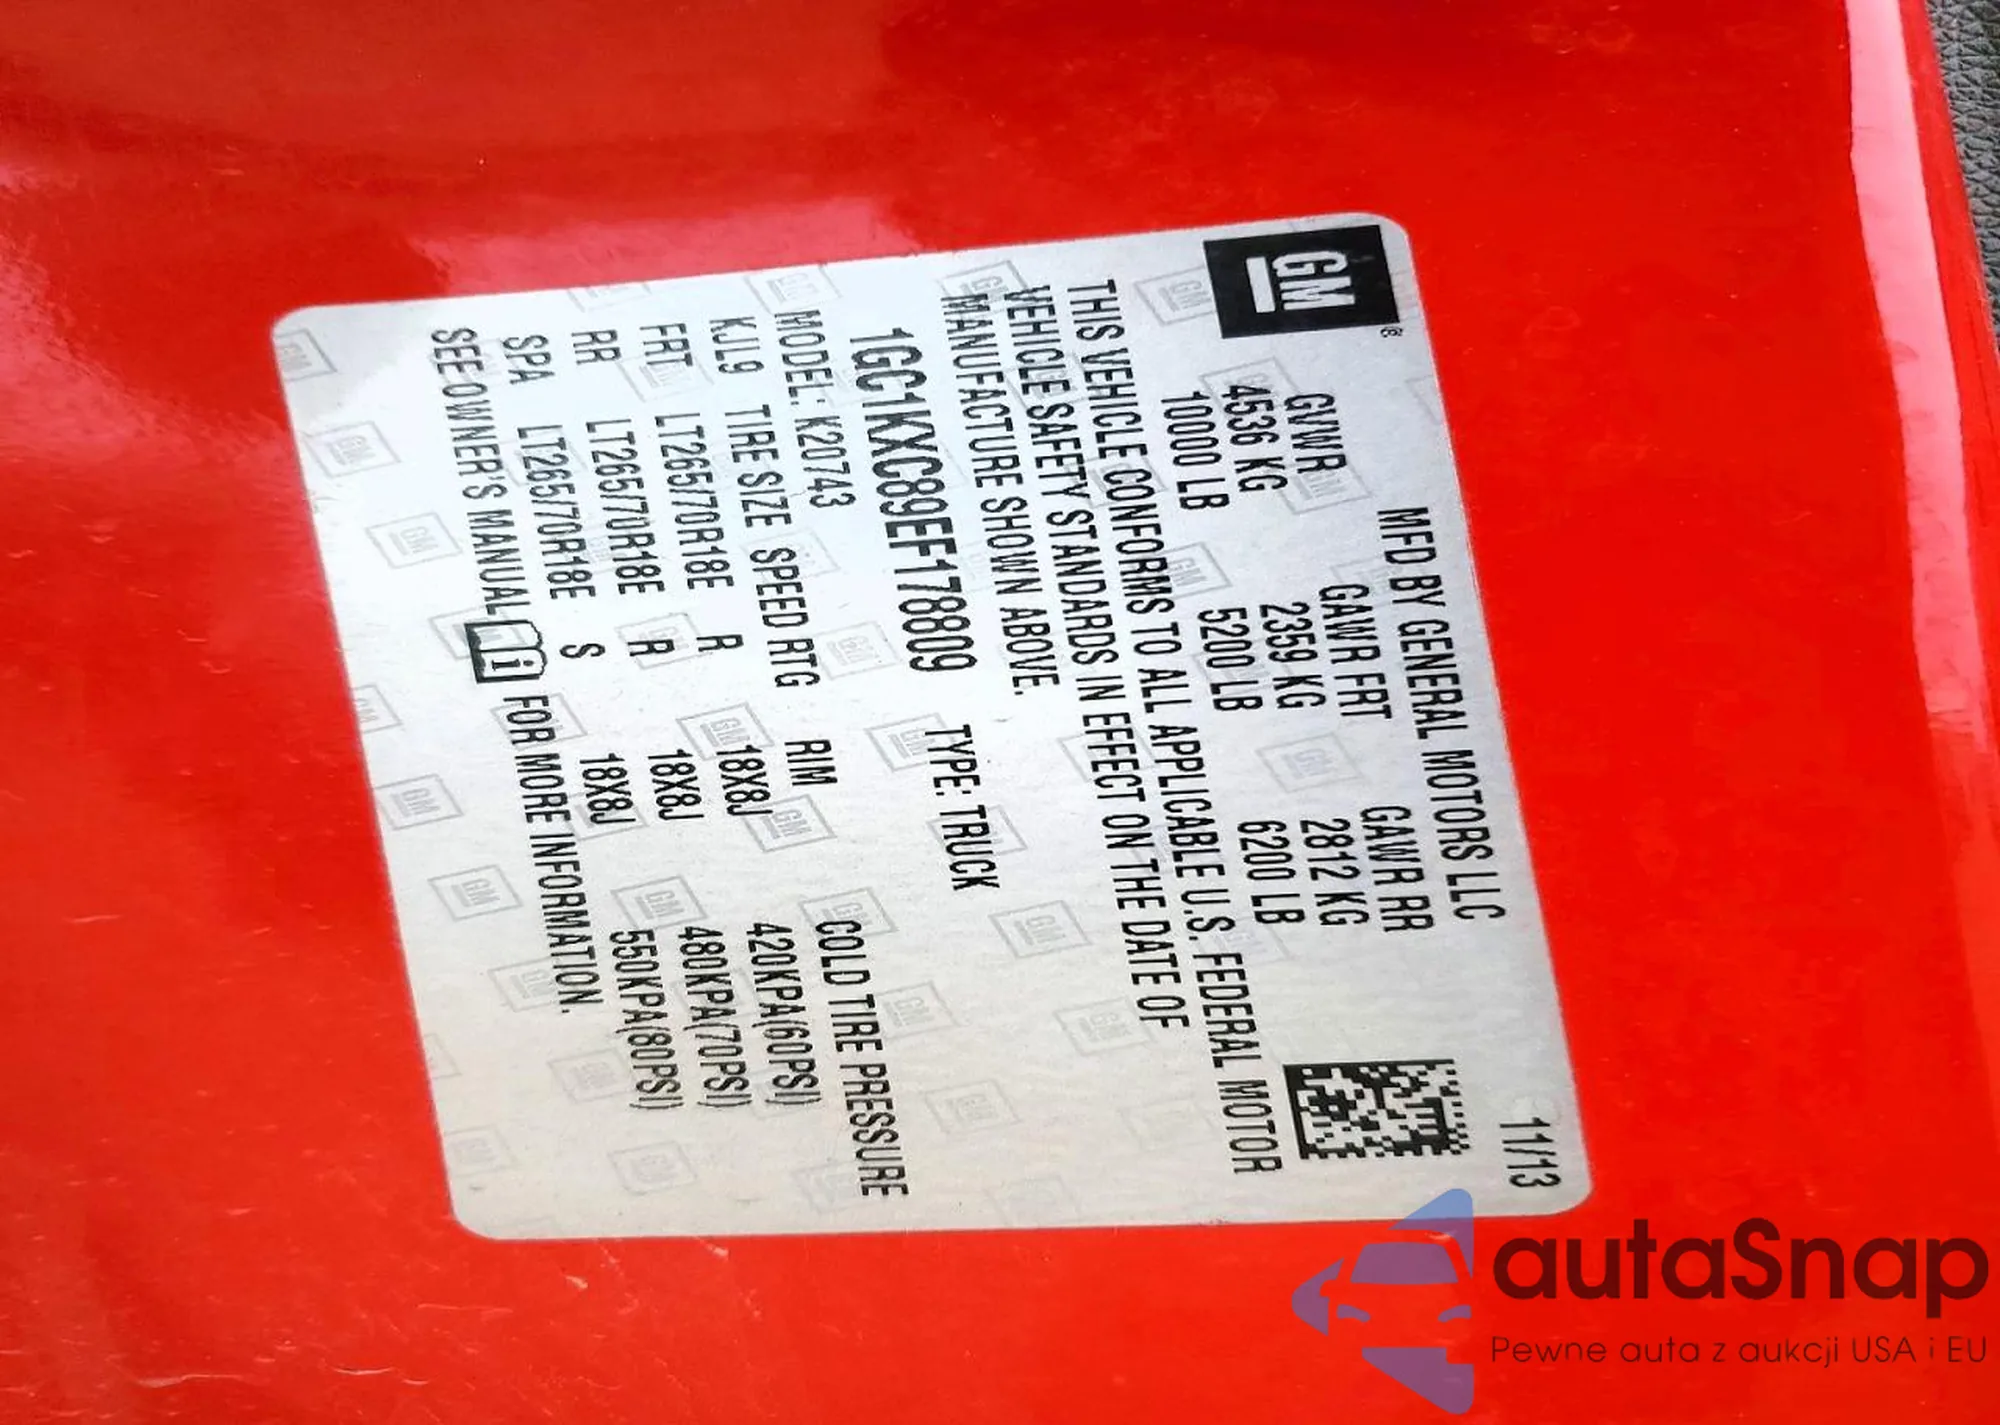 GM®
MFD BY GENERAL MOTORS LLC 11/13
GVWR GAWR FRT GAWR RR
4536 KG 2359 KG 2812 KG
10000 LB 5200 LB 6200 LB
THIS VEHICLE CONFORMS TO ALL APPLICABLE U.S. FEDERAL MOTOR
VEHICLE SAFETY STANDARDS IN EFFECT ON THE DATE OF
MANUFACTURE SHOWN ABOVE.
1GC1KXC89EF178809 TYPE: TRUCK
MODEL: K20743
KJL9 TIRE SIZE SPEED RTG RIM COLD TIRE PRESSURE
FRT LT265/70R18E R 18X8J 420KPA(60PSI)
RR LT265/70R18E R 18X8J 480KPA(70PSI)
SPA LT265/70R18E S 18X8J 550KPA(80PSI)
SEE OWNER'S MANUAL i FOR MORE INFORMATION.
autaSnap
Pewne auta z aukcji USA i EU